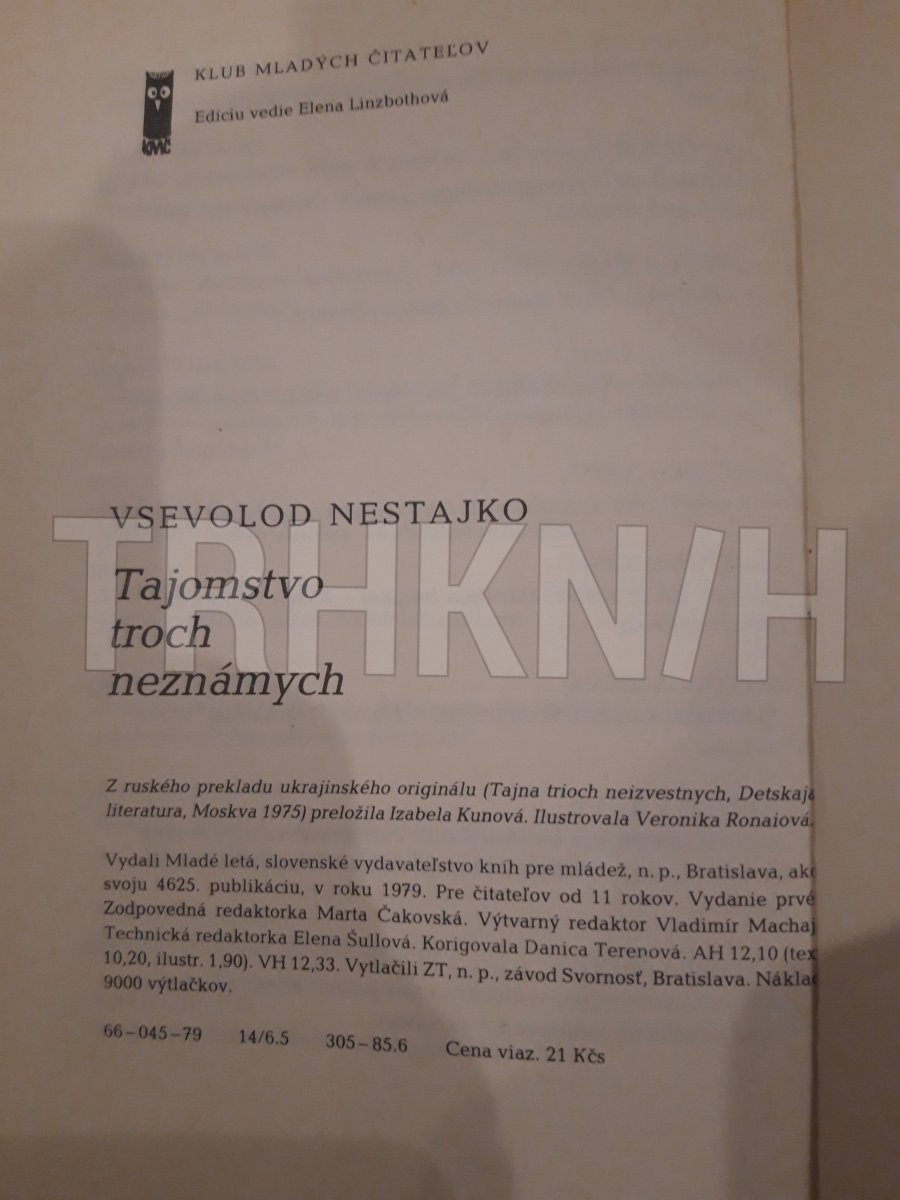 KLUB MLADÝCH ČITATEĽOV
Edíciu vedie Elena Linzbothová
KMČ
VSEVOLOD NESTAJKO
TRHKNÍH
Tajomstvo
troch
neznámych
Z ruského prekladu ukrajinského originálu (Tajna trioch neizvestnych, Detskaja
literatura, Moskva 1975) preložila Izabela Kunová. Ilustrovala Veronika Ronaiová.
Vydali Mladé letá, slovenské vydavateľstvo kníh pre mládež, n. p., Bratislava, ako
svoju 4625. publikáciu, v roku 1979. Pre čitateľov od 11 rokov. Vydanie prvé
Zodpovedná redaktorka Marta Čakovská. Výtvarný redaktor Vladimír Machaj
Technická redaktorka Elena Šullová. Korigovala Danica Terenová. AH 12,10 (tex
10,20, ilustr. 1,90). VH 12,33. Vytlačili ZT, n. p., závod Svornosť, Bratislava. Náklad
9000 výtlačkov.
66–045–79 14/6.5 305–85.6 Cena viaz. 21 Kčs